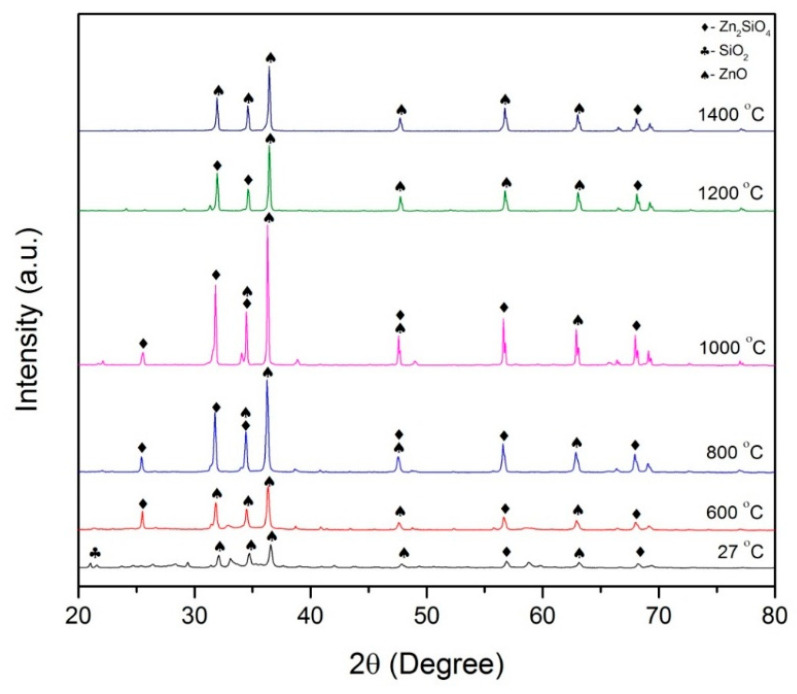 ♦- Zn₂SiO₄
♣- SiO₂
♠- ZnO
1400 °C
1200 °C
1000 °C
800 °C
600 °C
27 °C
Intensity (a.u.)
20 30 40 50 60 70 80
2θ (Degree)